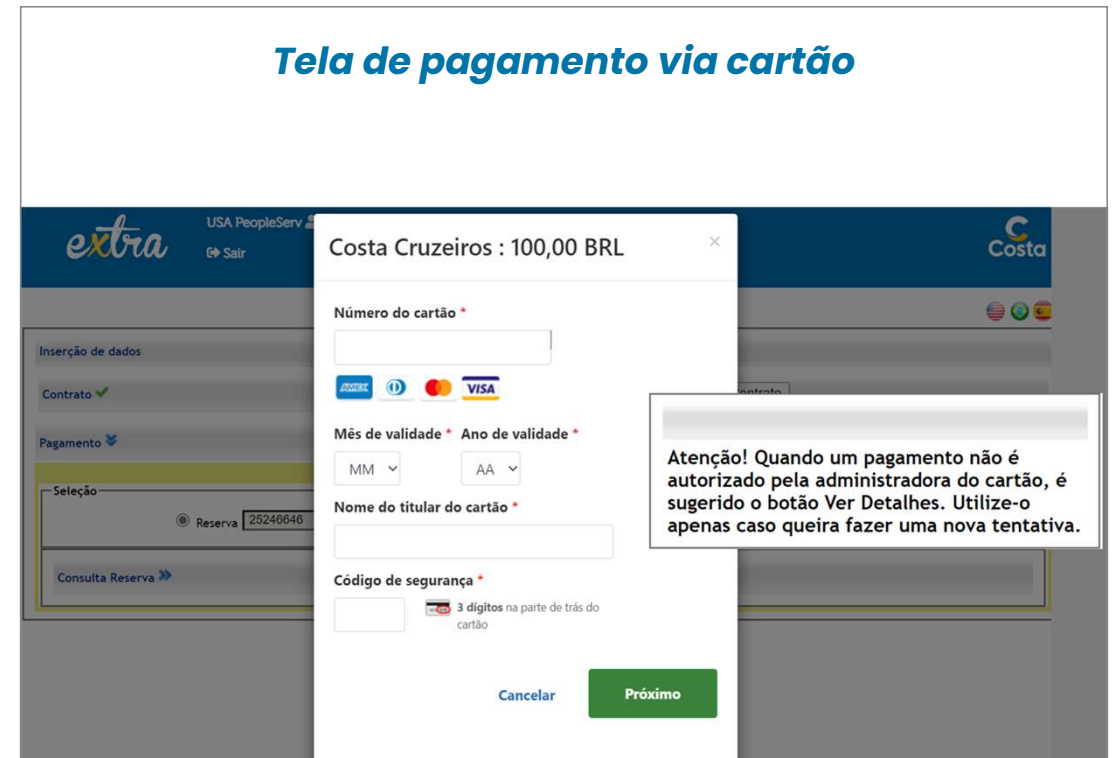 Tela de pagamento via cartão
extra
USA PeopleServ
Sair
Costa
Costa Cruzeiros : 100,00 BRL
×
Número do cartão *
AMEX
VISA
Mês de validade * Ano de validade *
MM AA
Nome do titular do cartão *
Código de segurança *
3 dígitos na parte de trás do
cartão
Cancelar Próximo
Inserção de dados
Contrato
Pagamento
Seleção
Reserva 25246646
Consulta Reserva
Atenção! Quando um pagamento não é
autorizado pela administradora do cartão, é
sugerido o botão Ver Detalhes. Utilize-o
apenas caso queira fazer uma nova tentativa.